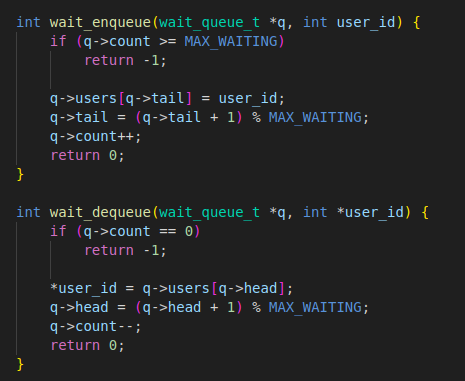 int wait_enqueue(wait_queue_t *q, int user_id) {
    if (q->count >= MAX_WAITING)
        return -1;

    q->users[q->tail] = user_id;
    q->tail = (q->tail + 1) % MAX_WAITING;
    q->count++;
    return 0;
}

int wait_dequeue(wait_queue_t *q, int *user_id) {
    if (q->count == 0)
        return -1;

    *user_id = q->users[q->head];
    q->head = (q->head + 1) % MAX_WAITING;
    q->count--;
    return 0;
}